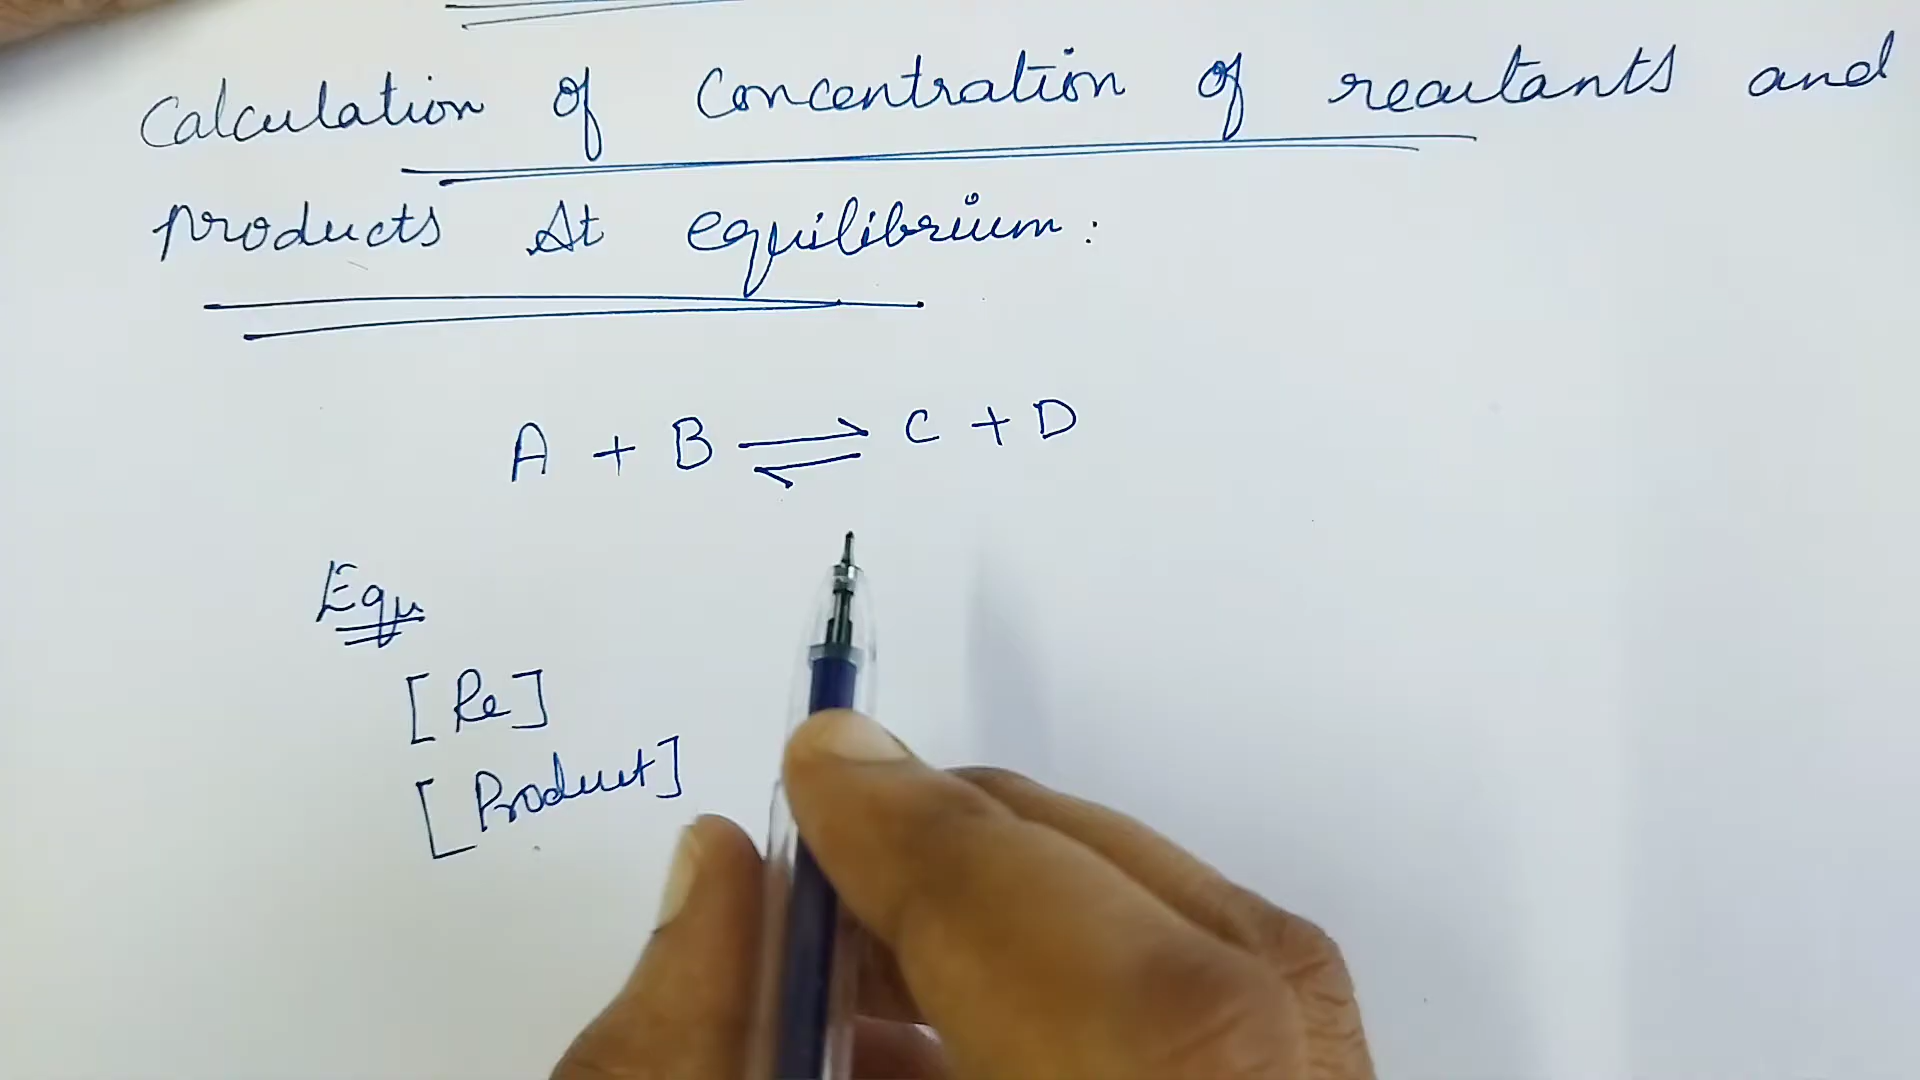 Calculation of Concentration of reactants and
products At equilibrium:
A + B ⇌ C + D
Equ
[Re]
[Product]